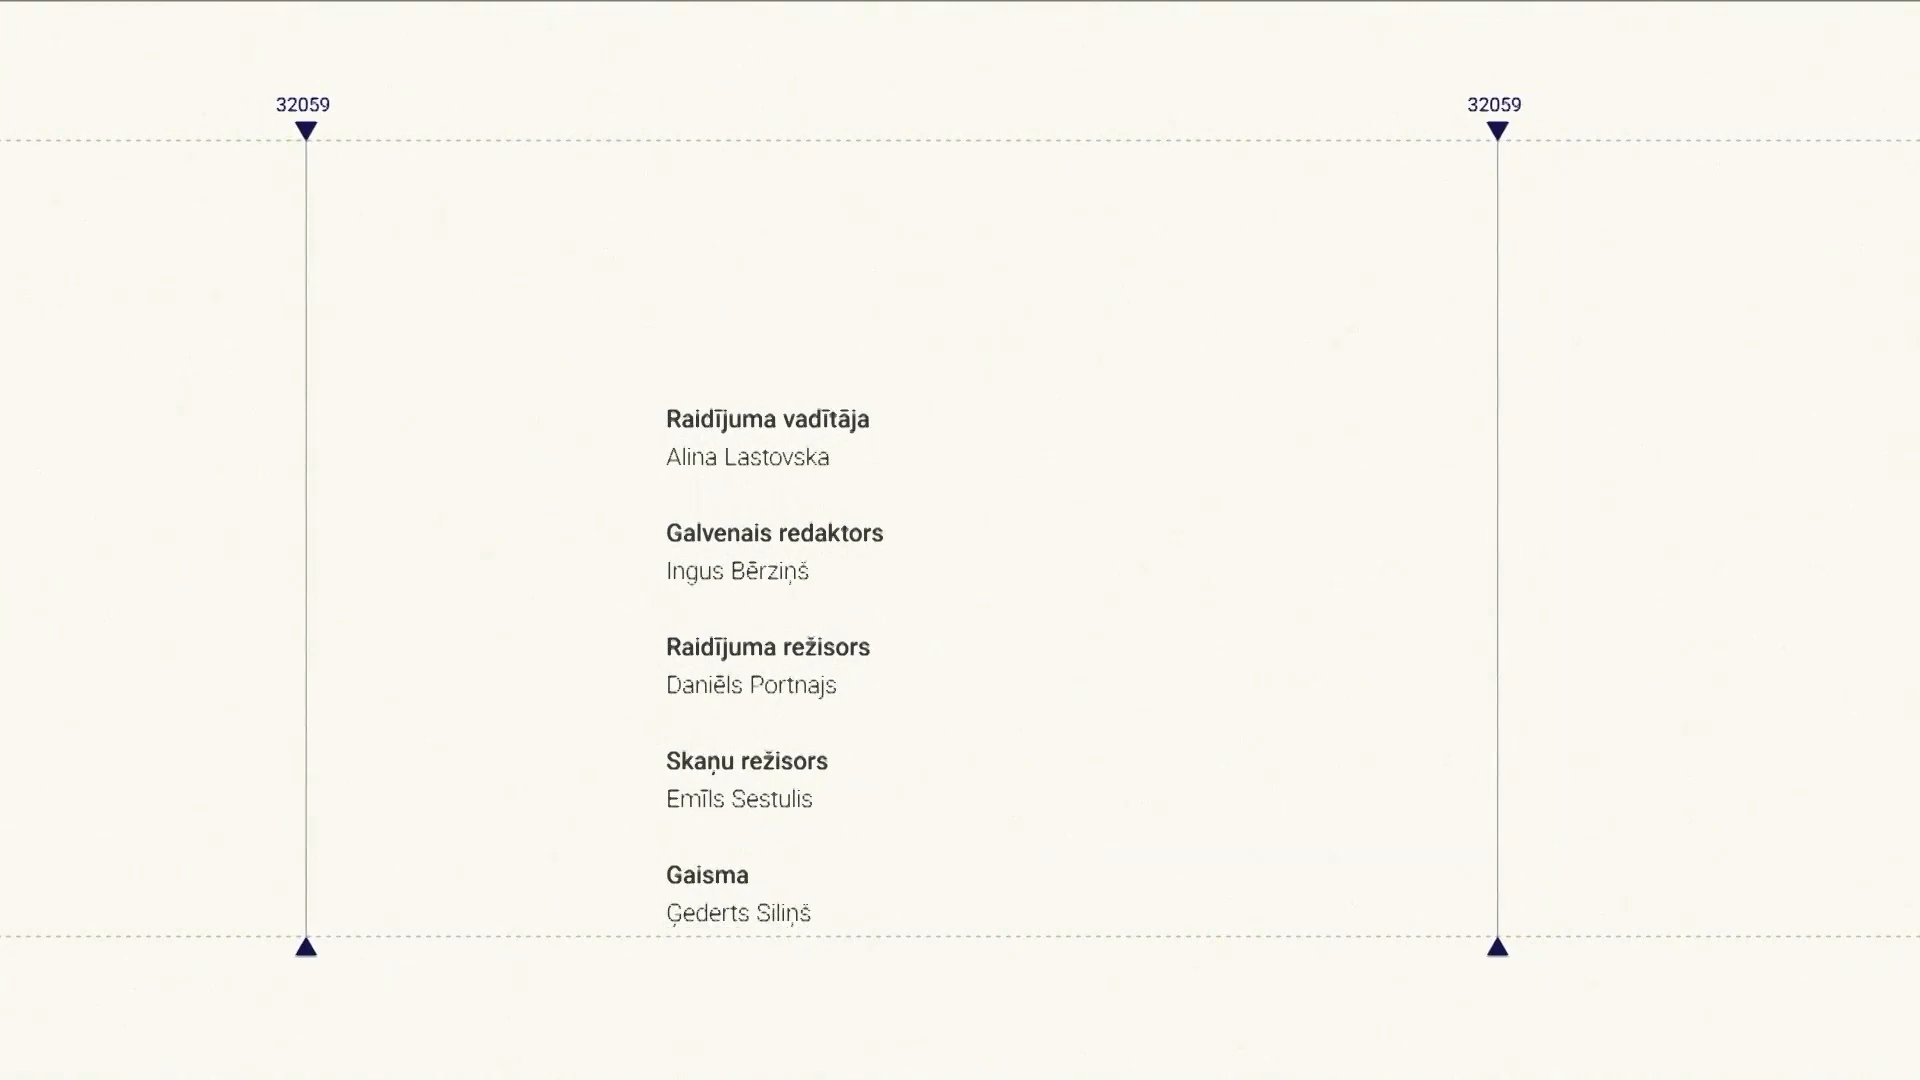 32059 32059
Raidījuma vadītāja
Alina Lastovska
Galvenais redaktors
Ingus Bērziņš
Raidījuma režisors
Daniēls Portnajs
Skaņu režisors
Emīls Sestulis
Gaisma
Ģederts Siliņš